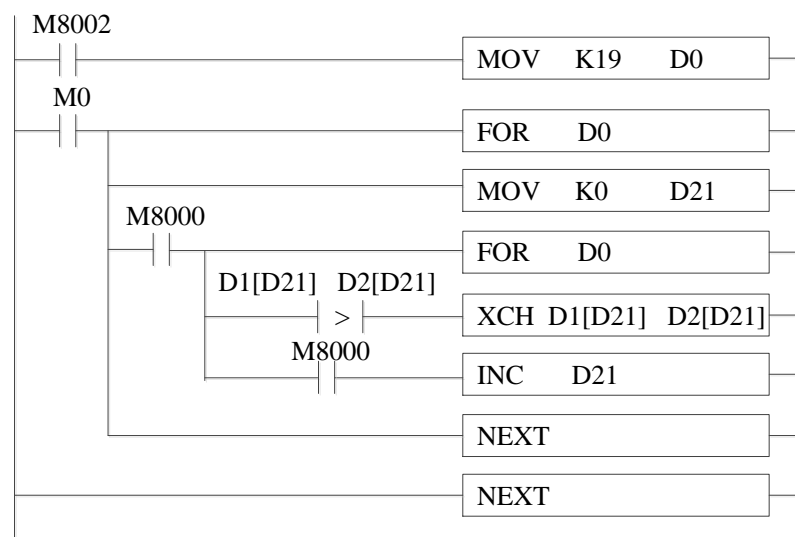 M8002
MOV K19 D0
M0
FOR D0
MOV K0 D21
M8000
FOR D0
D1[D21] D2[D21]
> XCH D1[D21] D2[D21]
M8000
INC D21
NEXT
NEXT